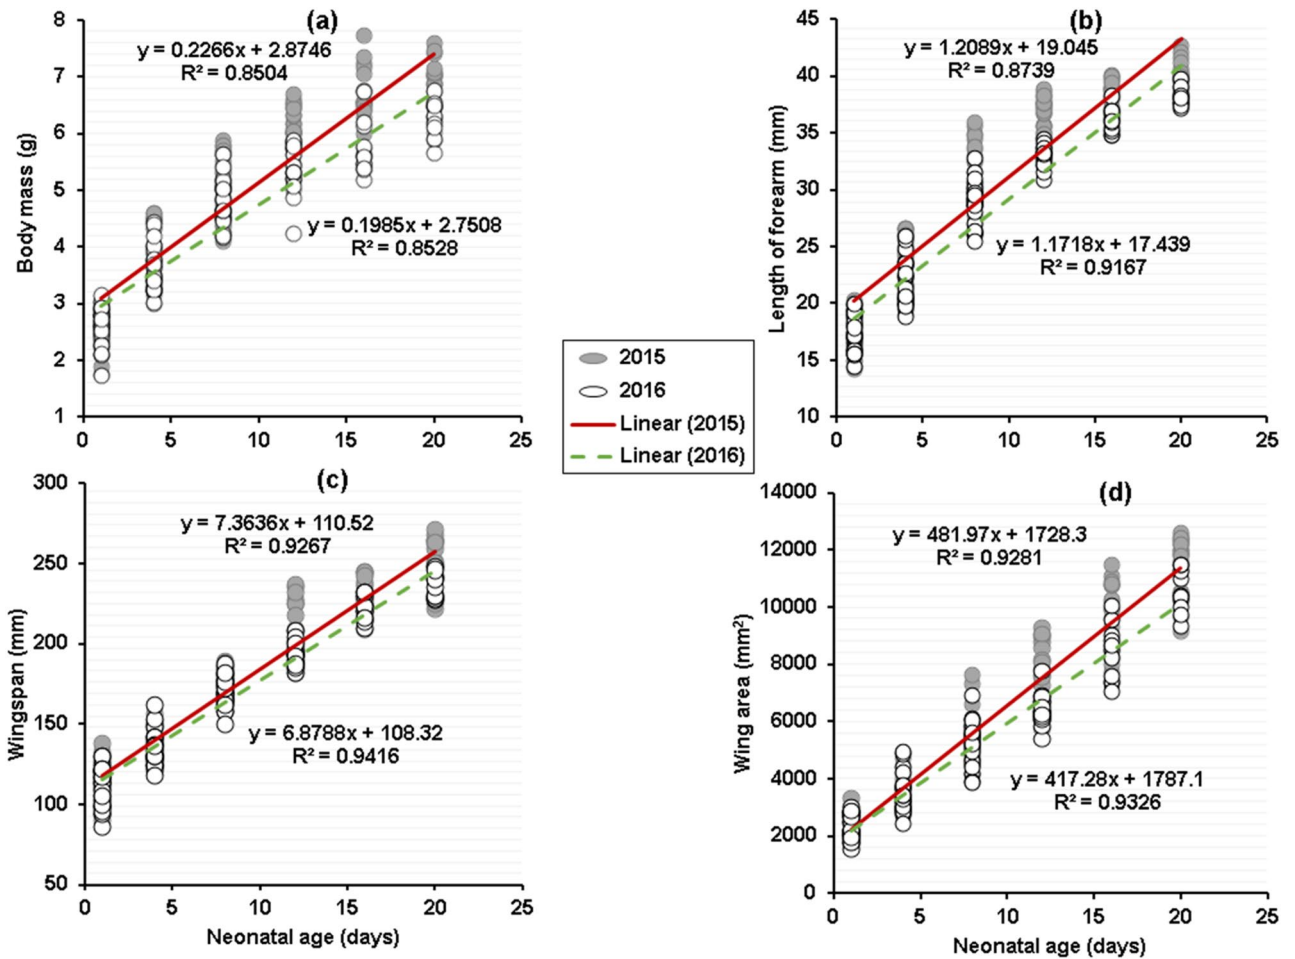 (a)
y = 0.2266x + 2.8746
R² = 0.8504
y = 0.1985x + 2.7508
R² = 0.8528
Body mass (g)
8
7
6
5
4
3
2
1
0 5 10 15 20 25
(b)
y = 1.2089x + 19.045
R² = 0.8739
y = 1.1718x + 17.439
R² = 0.9167
Length of forearm (mm)
45
40
35
30
25
20
15
10
0 5 10 15 20 25
2015
2016
Linear (2015)
Linear (2016)
(c)
y = 7.3636x + 110.52
R² = 0.9267
y = 6.8788x + 108.32
R² = 0.9416
Wingspan (mm)
300
250
200
150
100
50
0 5 10 15 20 25
Neonatal age (days)
(d)
y = 481.97x + 1728.3
R² = 0.9281
y = 417.28x + 1787.1
R² = 0.9326
Wing area (mm²)
14000
12000
10000
8000
6000
4000
2000
0
0 5 10 15 20 25
Neonatal age (days)